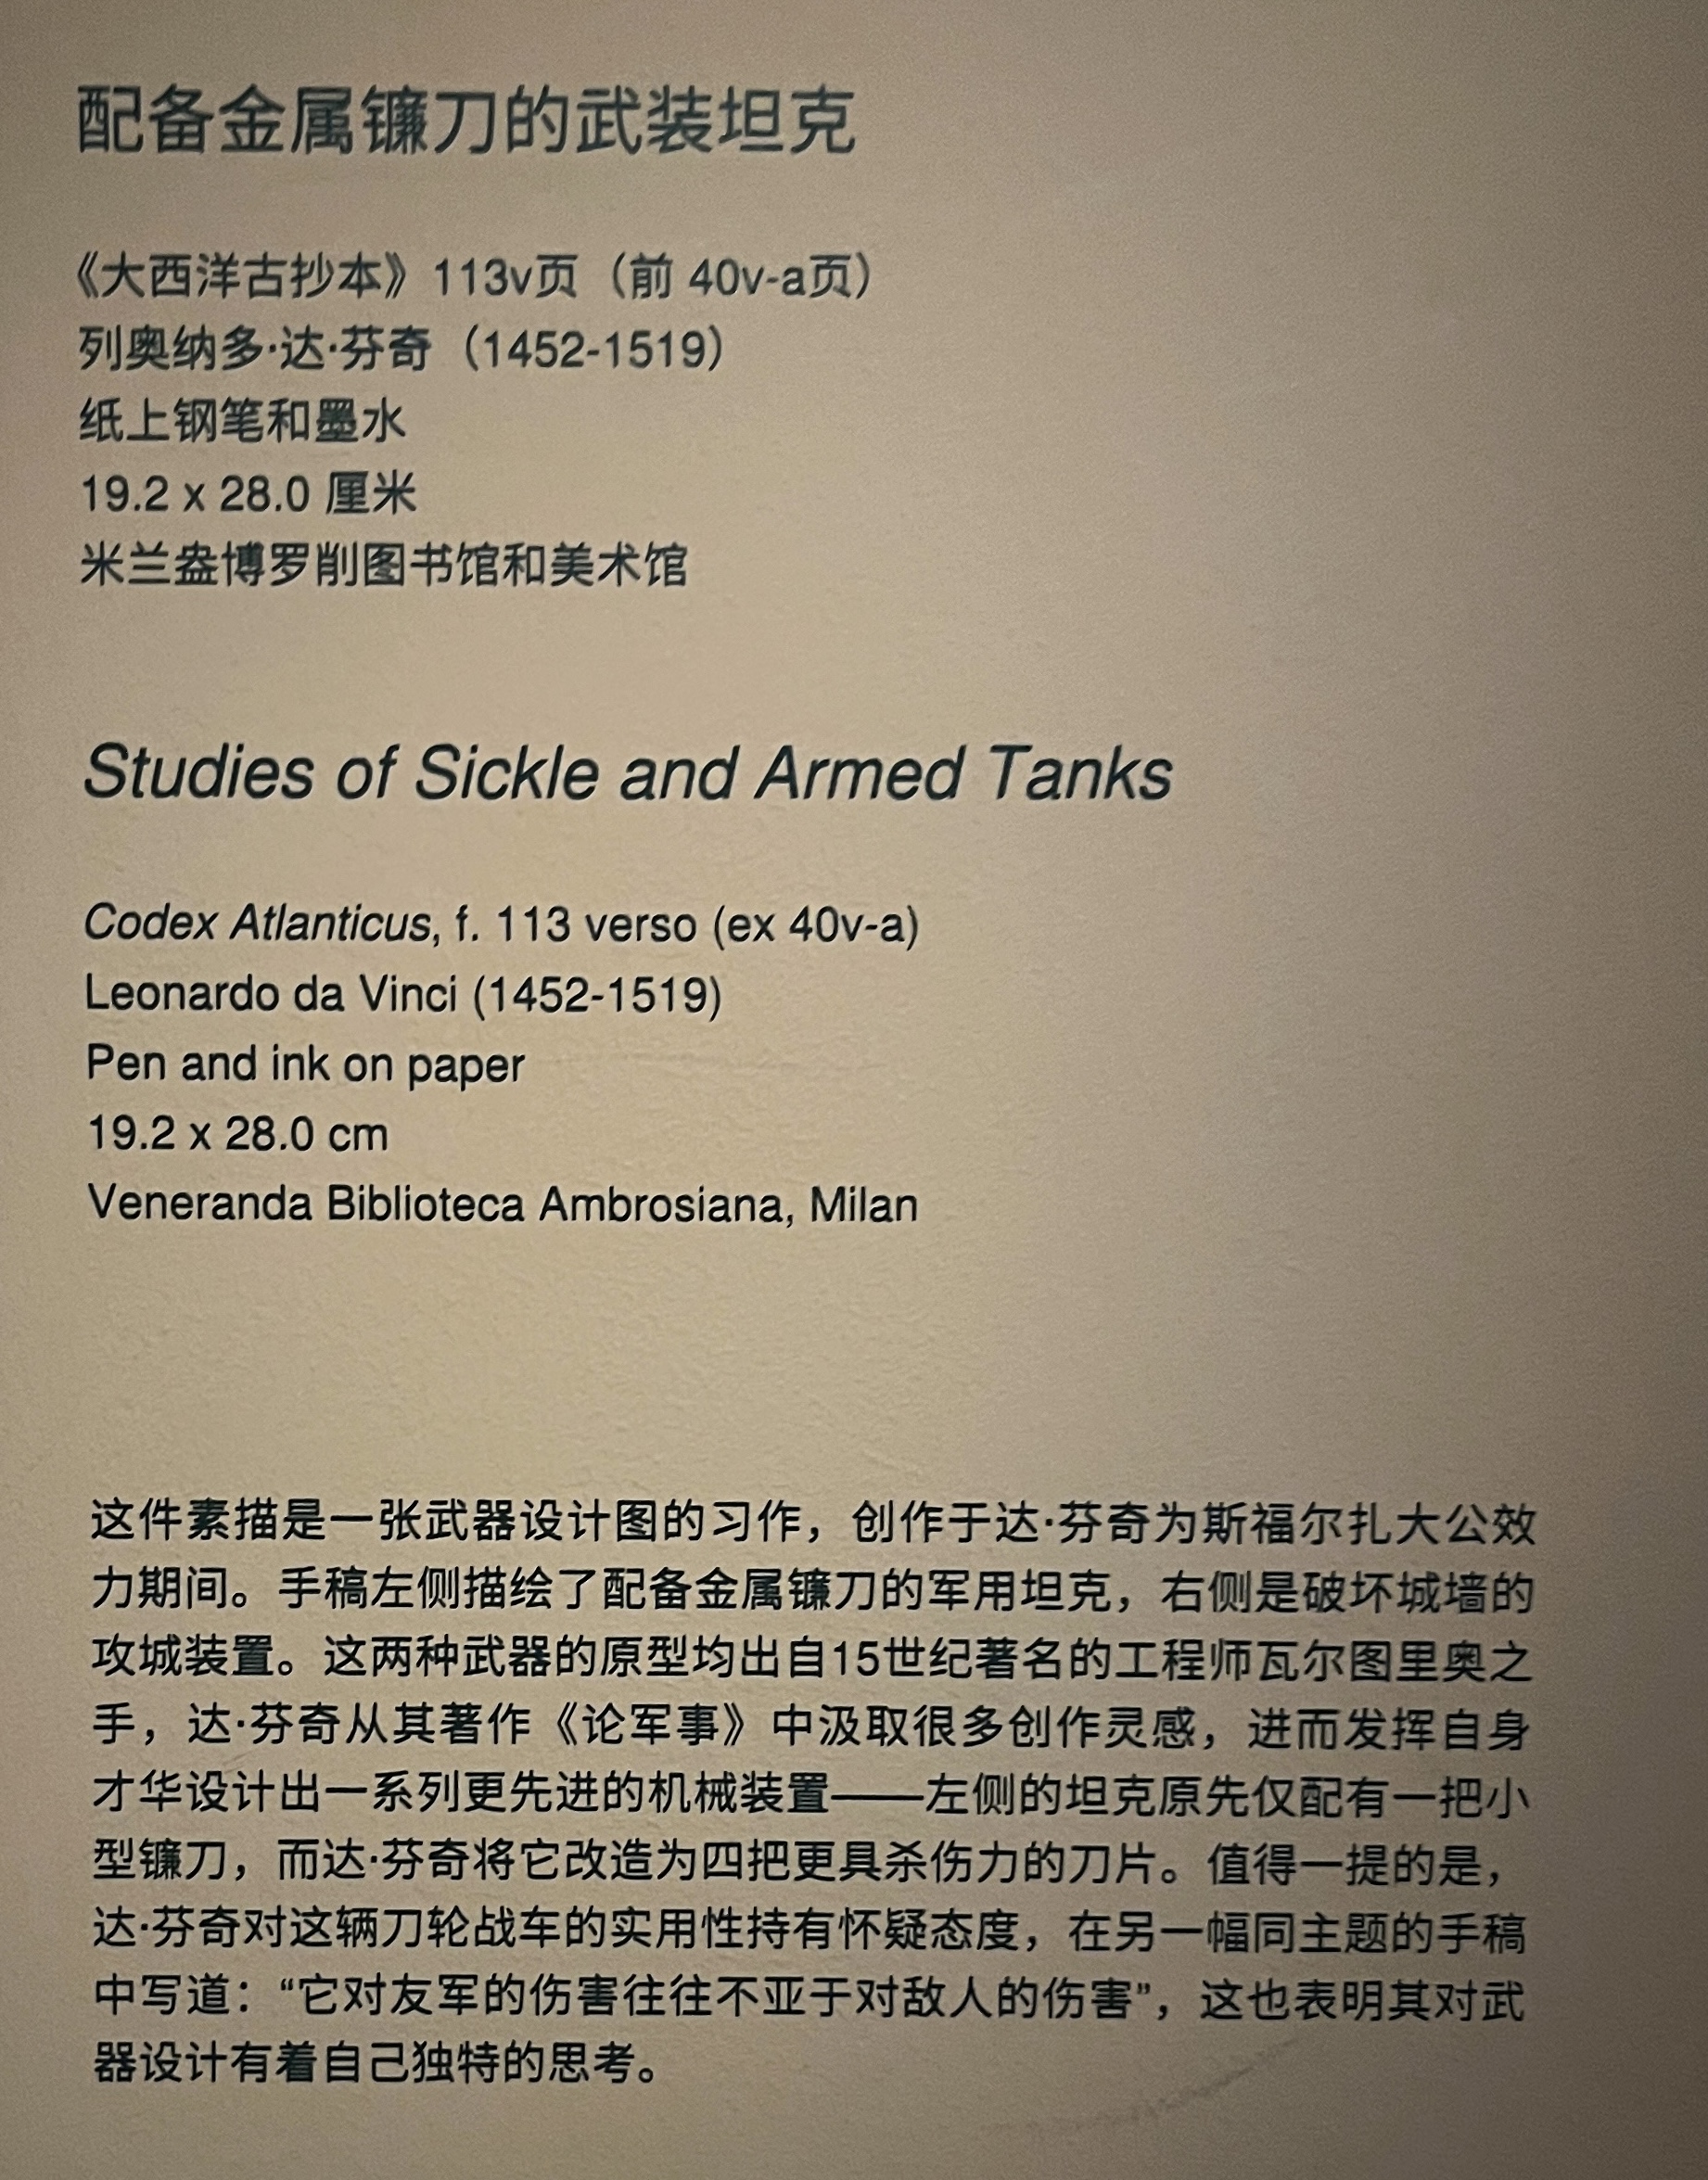 配备金属镰刀的武装坦克
《大西洋古抄本》113v页（前 40v-a页）
列奥纳多·达·芬奇（1452-1519）
纸上钢笔和墨水
19.2 x 28.0 厘米
米兰盎博罗削图书馆和美术馆
Studies of Sickle and Armed Tanks
Codex Atlanticus, f. 113 verso (ex 40v-a)
Leonardo da Vinci (1452-1519)
Pen and ink on paper
19.2 x 28.0 cm
Veneranda Biblioteca Ambrosiana, Milan
这件素描是一张武器设计图的习作，创作于达·芬奇为斯福尔扎大公效
力期间。手稿左侧描绘了配备金属镰刀的军用坦克，右侧是破坏城墙的
攻城装置。这两种武器的原型均出自15世纪著名的工程师瓦尔图里奥之
手，达·芬奇从其著作《论军事》中汲取很多创作灵感，进而发挥自身
才华设计出一系列更先进的机械装置——左侧的坦克原先仅配有一把小
型镰刀，而达·芬奇将它改造为四把更具杀伤力的刀片。值得一提的是，
达·芬奇对这辆刀轮战车的实用性持有怀疑态度，在另一幅同主题的手稿
中写道：“它对友军的伤害往往不亚于对敌人的伤害”，这也表明其对武
器设计有着自己独特的思考。